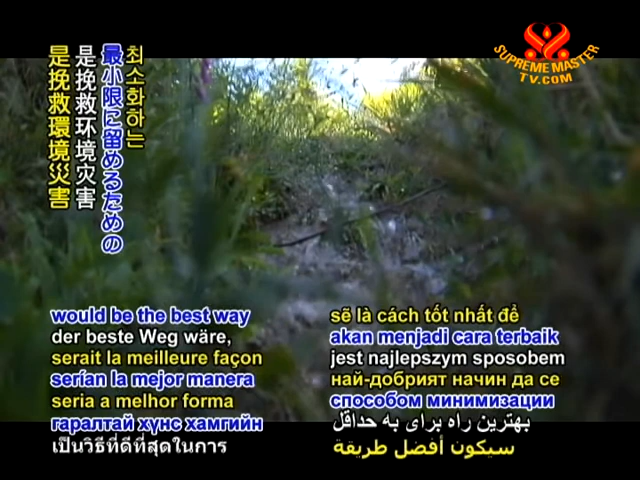 SUPREME MASTER
TV.COM
최소화하는
最小限に留めるための
是挽救环境灾害
是挽救環境災害
would be the best way
der beste Weg wäre,
serait la meilleure façon
serían la mejor manera
seria a melhor forma
гаралтай хүнс хамгийн
เป็นวิธีที่ดีที่สุดในการ
sẽ là cách tốt nhất để
akan menjadi cara terbaik
jest najlepszym sposobem
най-добрият начин да се
способом минимизации
بهترین راه برای به حداقل
سيكون أفضل طريقة